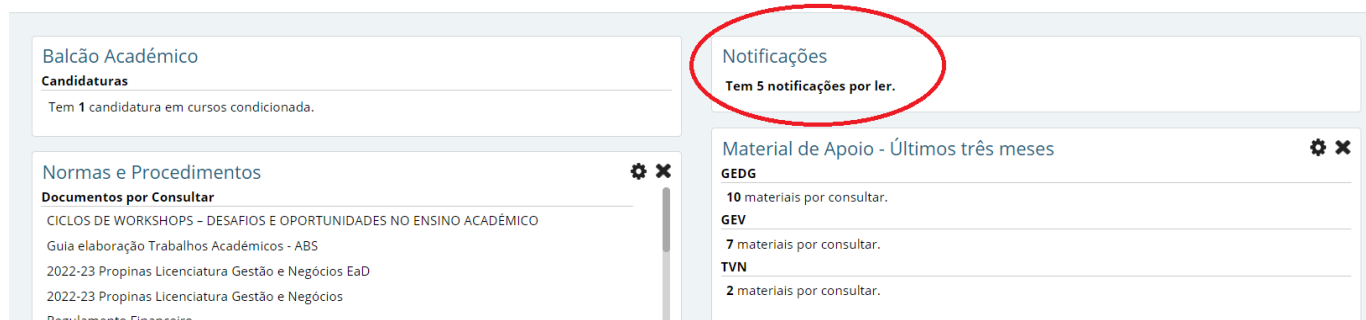 Balcão Académico
Candidaturas
Tem 1 candidatura em cursos condicionada.
Normas e Procedimentos
Documentos por Consultar
CICLOS DE WORKSHOPS – DESAFIOS E OPORTUNIDADES NO ENSINO ACADÉMICO
Guia elaboração Trabalhos Académicos - ABS
2022-23 Propinas Licenciatura Gestão e Negócios EaD
2022-23 Propinas Licenciatura Gestão e Negócios
Regulamento Financeiro
Notificações
Tem 5 notificações por ler.
Material de Apoio - Últimos três meses
GEDG
10 materiais por consultar.
GEV
7 materiais por consultar.
TVN
2 materiais por consultar.